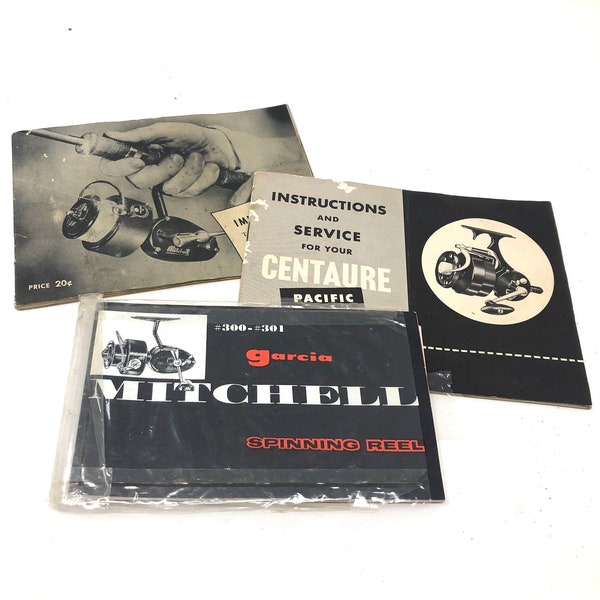 PRICE 20¢
INSTRUCTIONS
AND
SERVICE
FOR YOUR
CENTAURE
PACIFIC
#300-#301
garcia
MITCHELL
SPINNING REEL